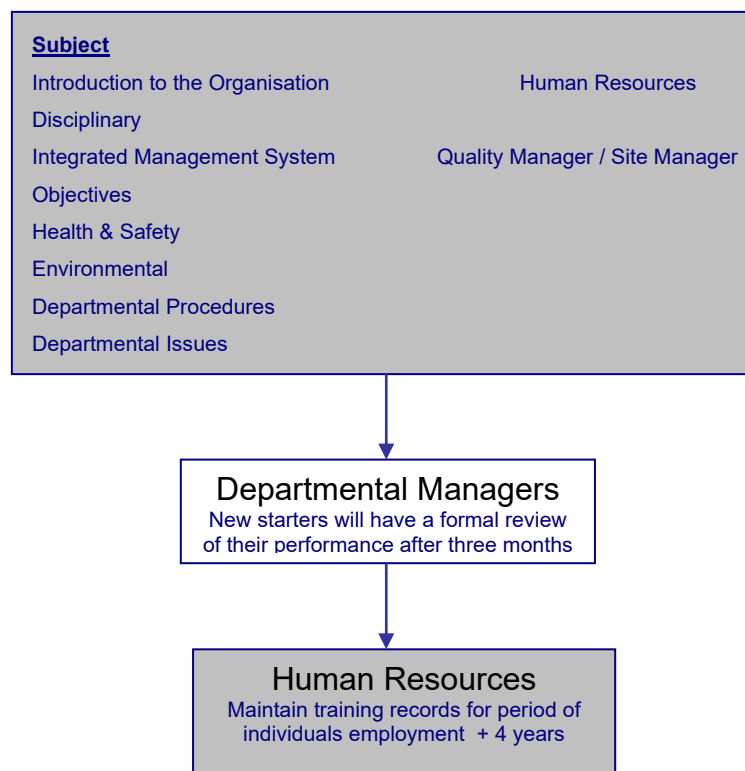 Subject
Introduction to the Organisation Human Resources
Disciplinary
Integrated Management System Quality Manager / Site Manager
Objectives
Health & Safety
Environmental
Departmental Procedures
Departmental Issues
Departmental Managers
New starters will have a formal review
of their performance after three months
Human Resources
Maintain training records for period of
individuals employment + 4 years